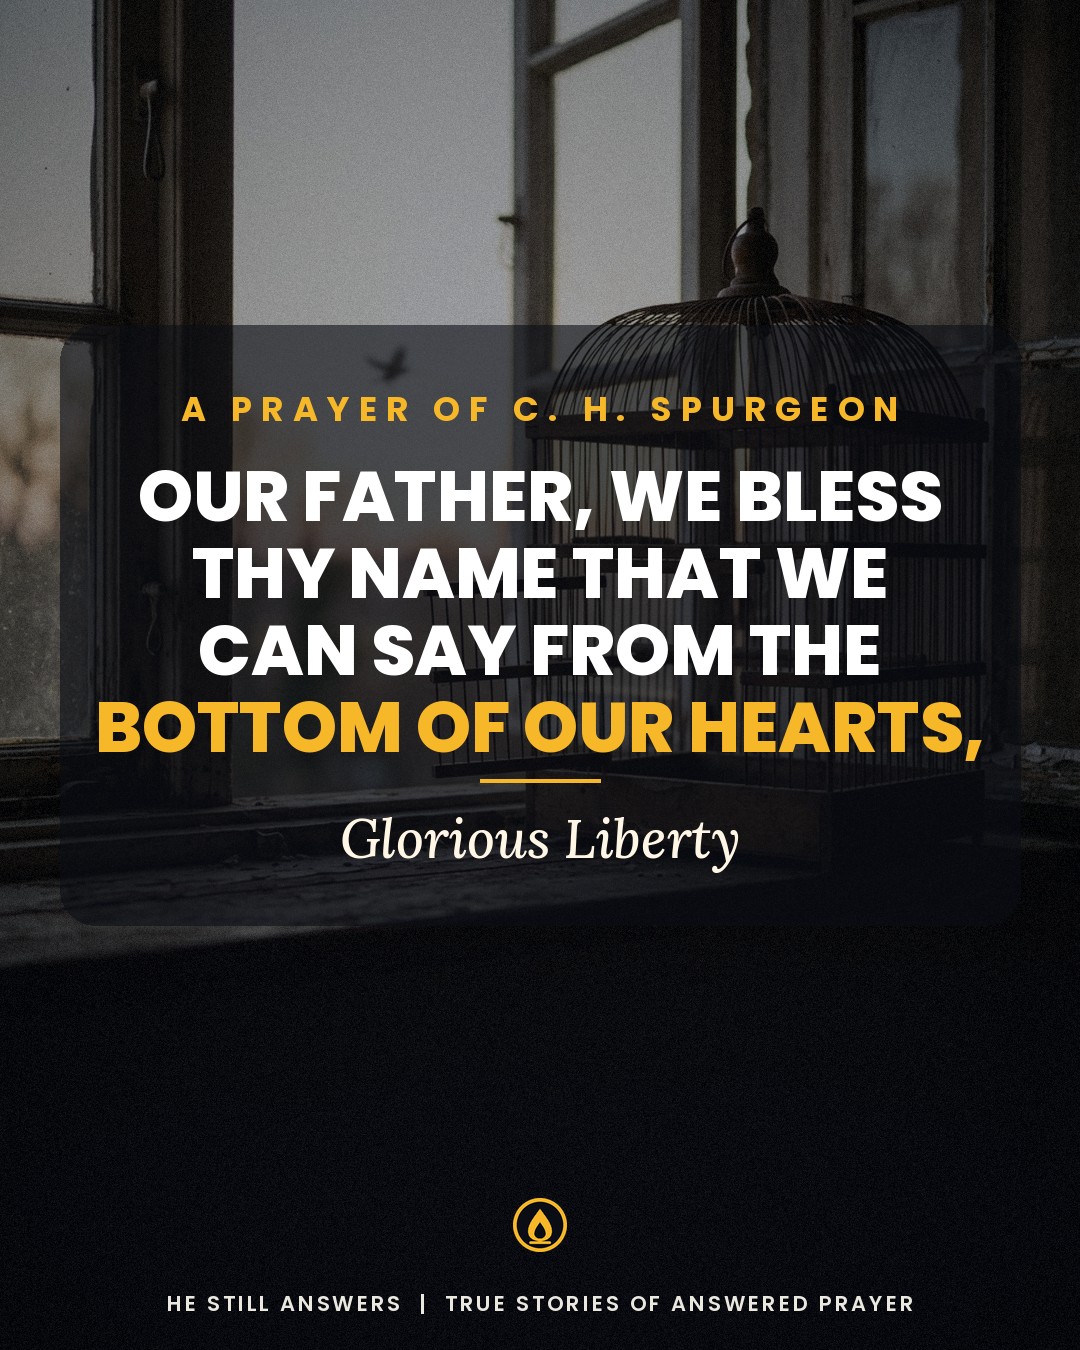 A PRAYER OF C. H. SPURGEON
OUR FATHER, WE BLESS
THY NAME THAT WE
CAN SAY FROM THE
BOTTOM OF OUR HEARTS,
Glorious Liberty
HE STILL ANSWERS | TRUE STORIES OF ANSWERED PRAYER